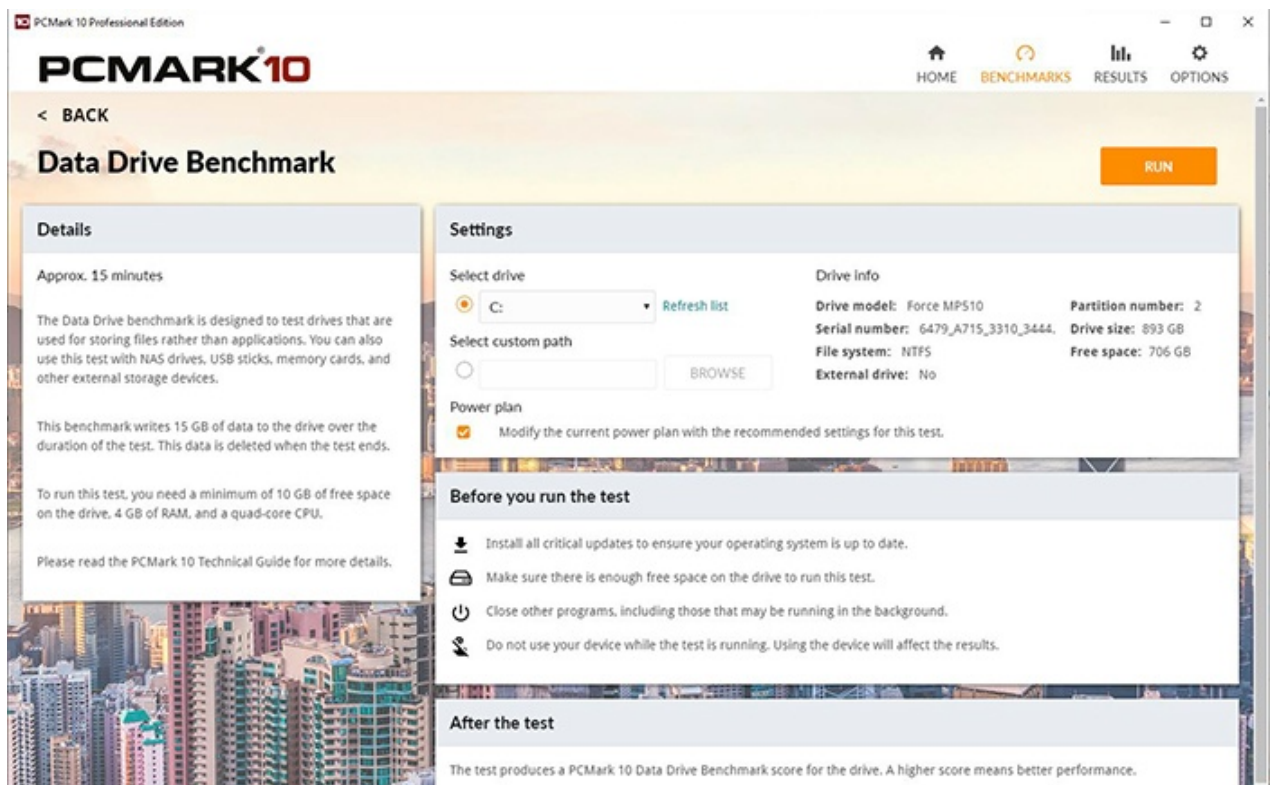 10 PCMark 10 Professional Edition
PCMARK®10
HOME
BENCHMARKS
RESULTS
OPTIONS
< BACK
Data Drive Benchmark
RUN
Details
Approx. 15 minutes
The Data Drive benchmark is designed to test drives that are
used for storing files rather than applications. You can also
use this test with NAS drives, USB sticks, memory cards, and
other external storage devices.
This benchmark writes 15 GB of data to the drive over the
duration of the test. This data is deleted when the test ends.
To run this test, you need a minimum of 10 GB of free space
on the drive, 4 GB of RAM, and a quad-core CPU.
Please read the PCMark 10 Technical Guide for more details.
Settings
Select drive
C:
Refresh list
Select custom path
BROWSE
Power plan
Modify the current power plan with the recommended settings for this test.
Drive info
Drive model: Force MP510
Serial number: 6479_A715_3310_3444.
File system: NTFS
External drive: No
Partition number: 2
Drive size: 893 GB
Free space: 706 GB
Before you run the test
Install all critical updates to ensure your operating system is up to date.
Make sure there is enough free space on the drive to run this test.
Close other programs, including those that may be running in the background.
Do not use your device while the test is running. Using the device will affect the results.
After the test
The test produces a PCMark 10 Data Drive Benchmark score for the drive. A higher score means better performance.